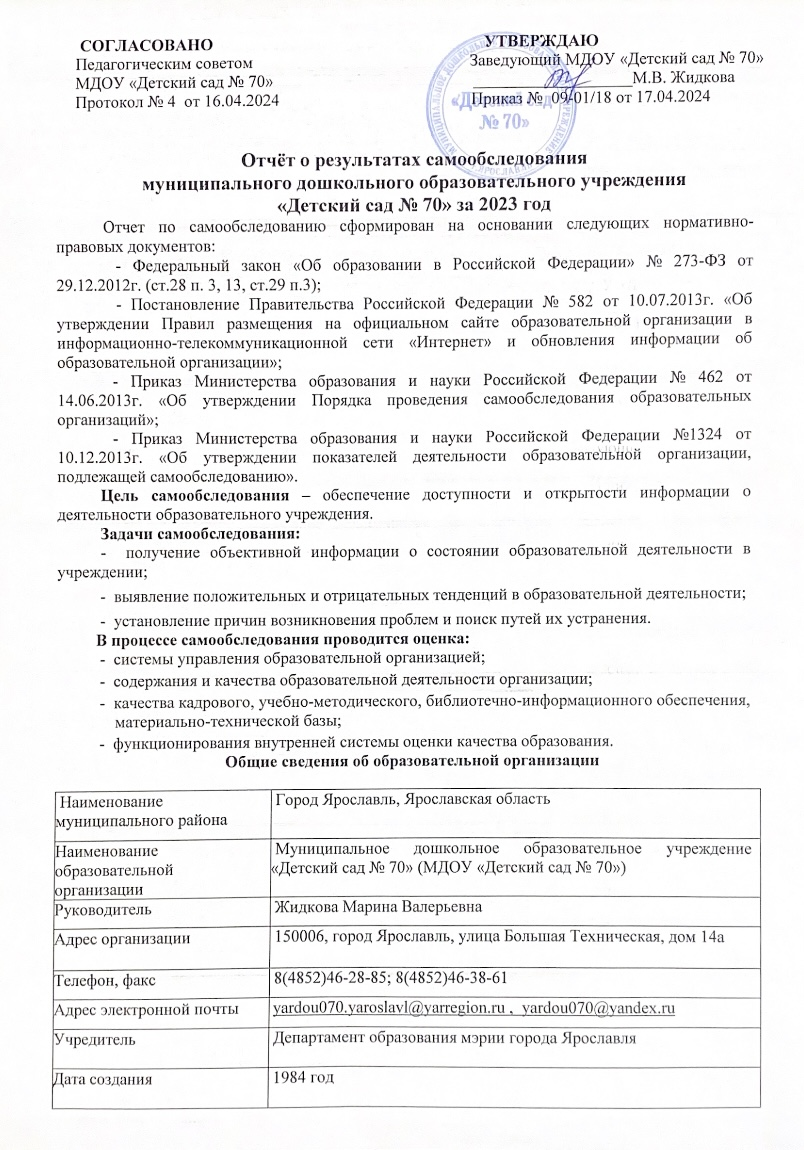 СОГЛАСОВАНО
Педагогическим советом
МДОУ «Детский сад № 70»
Протокол № 4 от 16.04.2024
УТВЕРЖДАЮ
Заведующий МДОУ «Детский сад № 70»
___________________М.В. Жидкова
Приказ № 09-01/18 от 17.04.2024
«Детский сад
№ 70»
Отчёт о результатах самообследования
муниципального дошкольного образовательного учреждения
«Детский сад № 70» за 2023 год
Отчет по самообследованию сформирован на основании следующих нормативно-
правовых документов:
- Федеральный закон «Об образовании в Российской Федерации» № 273-ФЗ от
29.12.2012г. (ст.28 п. 3, 13, ст.29 п.3);
- Постановление Правительства Российской Федерации № 582 от 10.07.2013г. «Об
утверждении Правил размещения на официальном сайте образовательной организации в
информационно-телекоммуникационной сети «Интернет» и обновления информации об
образовательной организации»;
- Приказ Министерства образования и науки Российской Федерации № 462 от
14.06.2013г. «Об утверждении Порядка проведения самообследования образовательных
организаций»;
- Приказ Министерства образования и науки Российской Федерации №1324 от
10.12.2013г. «Об утверждении показателей деятельности образовательной организации,
подлежащей самообследованию».
Цель самообследования – обеспечение доступности и открытости информации о
деятельности образовательного учреждения.
Задачи самообследования:
- получение объективной информации о состоянии образовательной деятельности в
учреждении;
- выявление положительных и отрицательных тенденций в образовательной деятельности;
- установление причин возникновения проблем и поиск путей их устранения.
В процессе самообследования проводится оценка:
- системы управления образовательной организацией;
- содержания и качества образовательной деятельности организации;
- качества кадрового, учебно-методического, библиотечно-информационного обеспечения,
материально-технической базы;
- функционирования внутренней системы оценки качества образования.
Общие сведения об образовательной организации
Наименование
муниципального района
Город Ярославль, Ярославская область
Наименование
образовательной
организации
Муниципальное дошкольное образовательное учреждение
«Детский сад № 70» (МДОУ «Детский сад № 70»)
Руководитель
Жидкова Марина Валерьевна
Адрес организации
150006, город Ярославль, улица Большая Техническая, дом 14а
Телефон, факс
8(4852)46-28-85; 8(4852)46-38-61
Адрес электронной почты
yardou070.yaroslavl@yarregion.ru , yardou070@yandex.ru
Учредитель
Департамент образования мэрии города Ярославля
Дата создания
1984 год